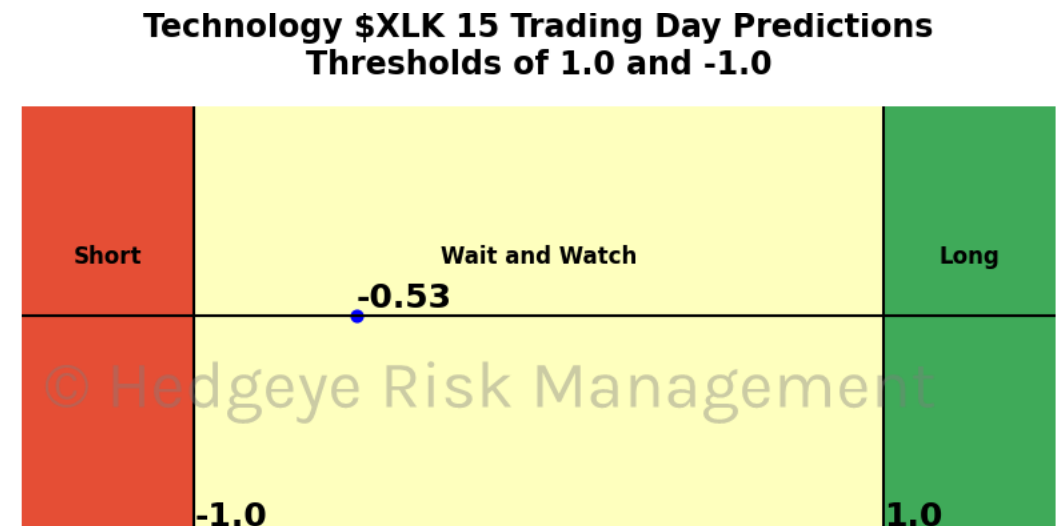 Technology $XLK 15 Trading Day Predictions
Thresholds of 1.0 and -1.0
Short
Wait and Watch
Long
-0.53
© Hedgeye Risk Management
-1.0
1.0